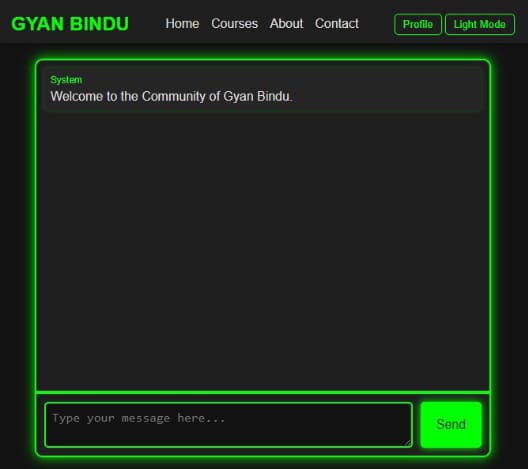 GYAN BINDU
Home Courses About Contact
Profile Light Mode
System
Welcome to the Community of Gyan Bindu.
Type your message here...
Send